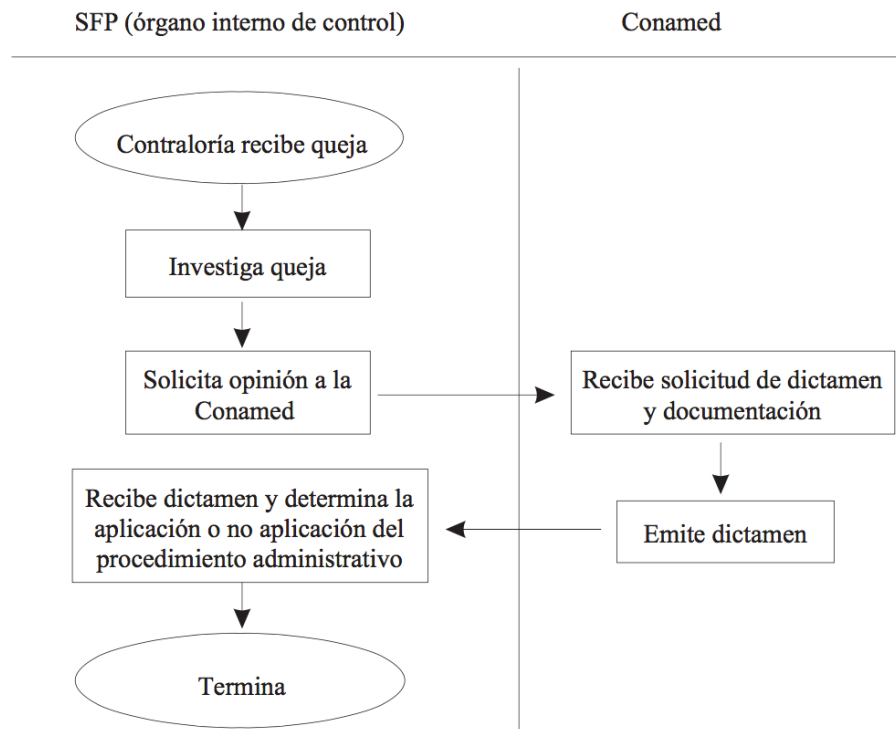 SFP (órgano interno de control)
Conamed
Contraloría recibe queja
Investiga queja
Solicita opinión a la
Conamed
Recibe solicitud de dictamen
y documentación
Emite dictamen
Recibe dictamen y determina la
aplicación o no aplicación del
procedimiento administrativo
Termina